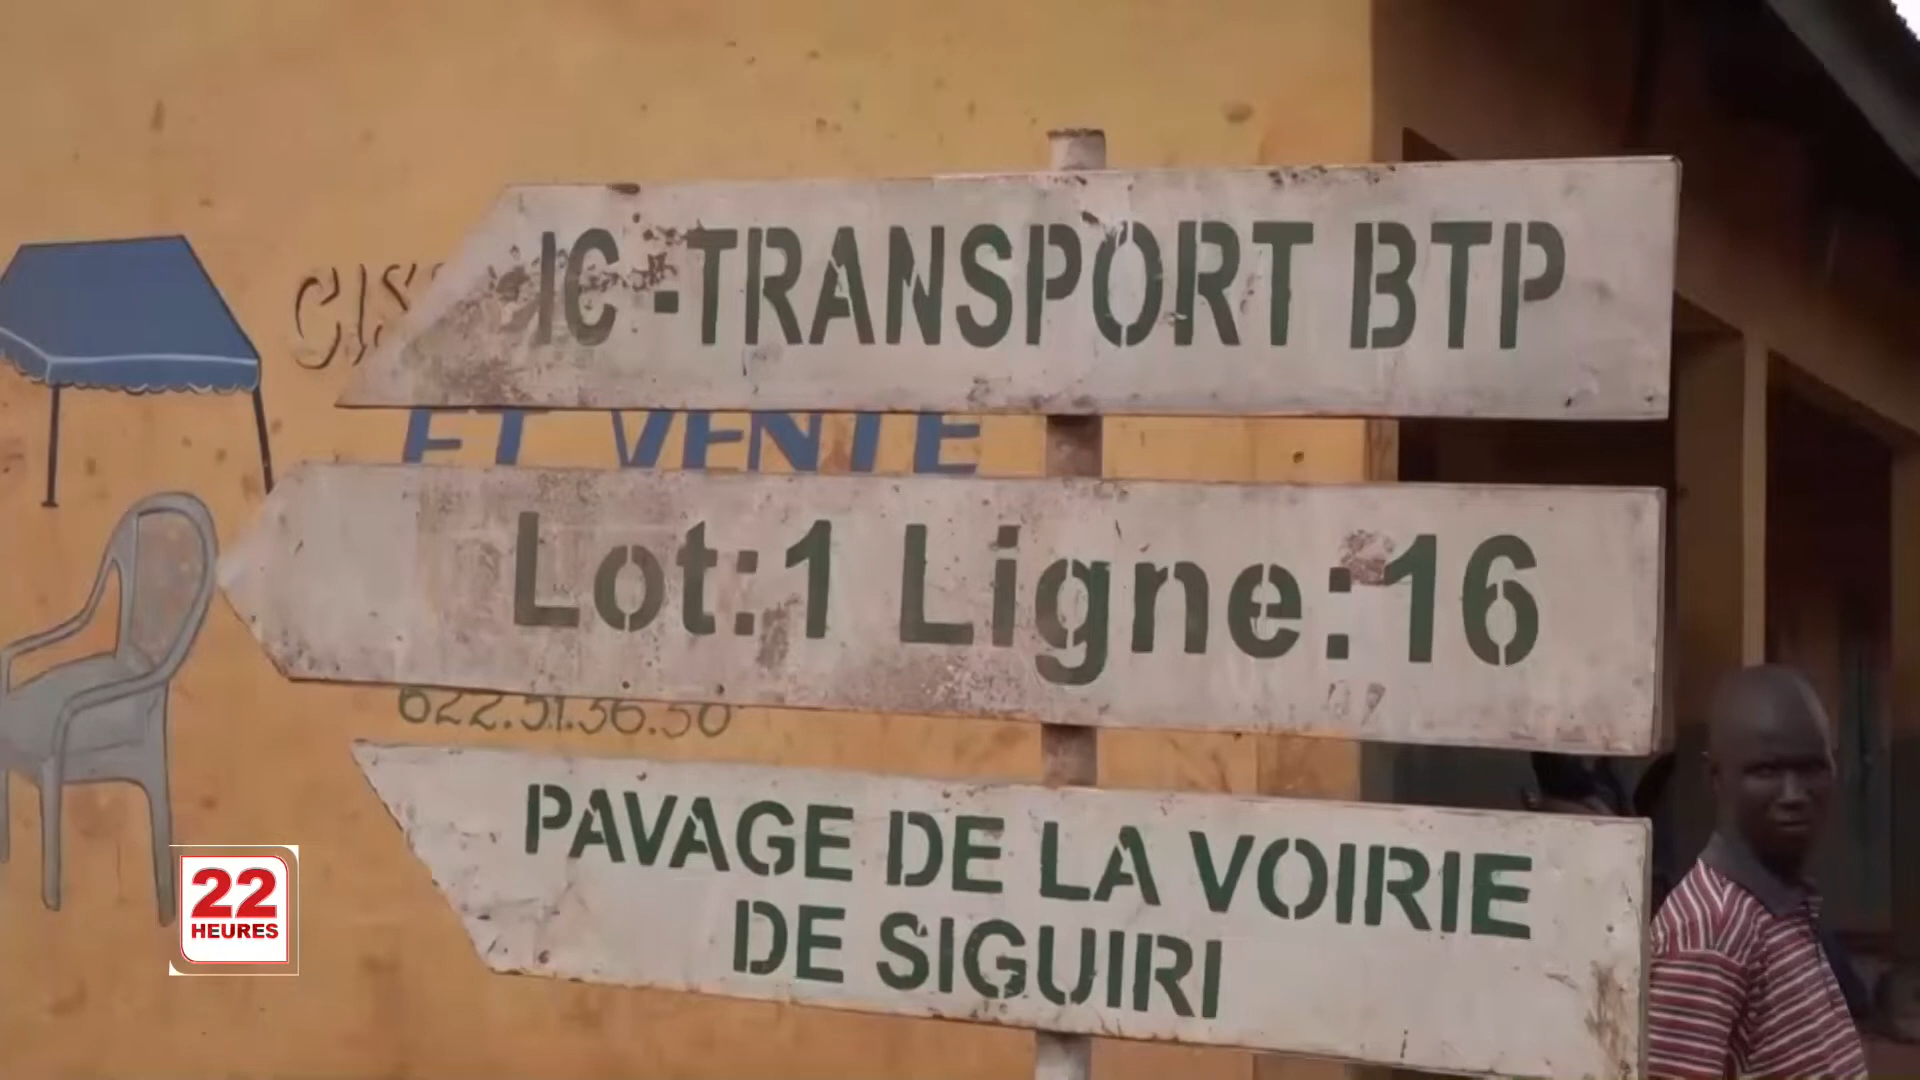 IC-TRANSPORT BTP
ET VENTE
Lot:1 Ligne:16
622.51.36.50
PAVAGE DE LA VOIRIE
DE SIGUIRI
22
HEURES